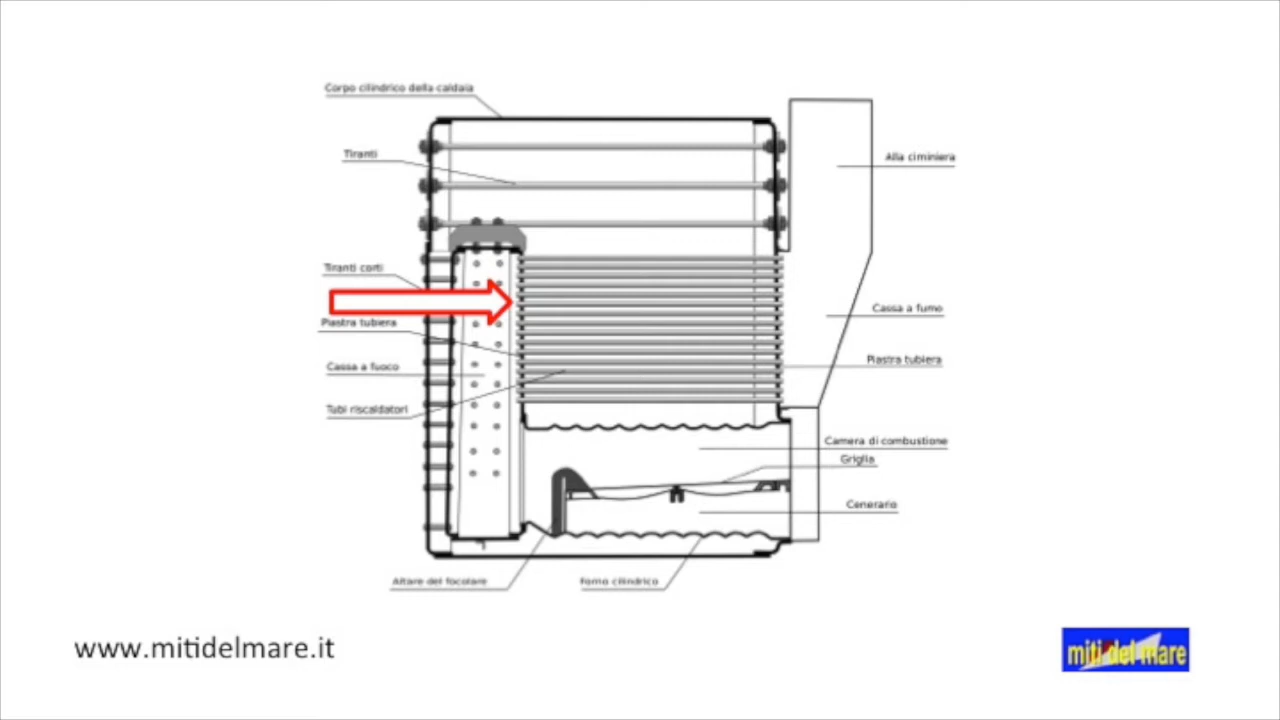 Corpo cilindrico della caldaia
Tiranti
Alla ciminiera
Tiranti corti
Cassa a fumo
Piastra tubiera
Piastra tubiera
Cassa a fuoco
Tubi riscaldatori
Camera di combustione
Griglia
Cenerario
Altare del focolare
Forno cilindrico
www.mitidelmare.it
miti del mare